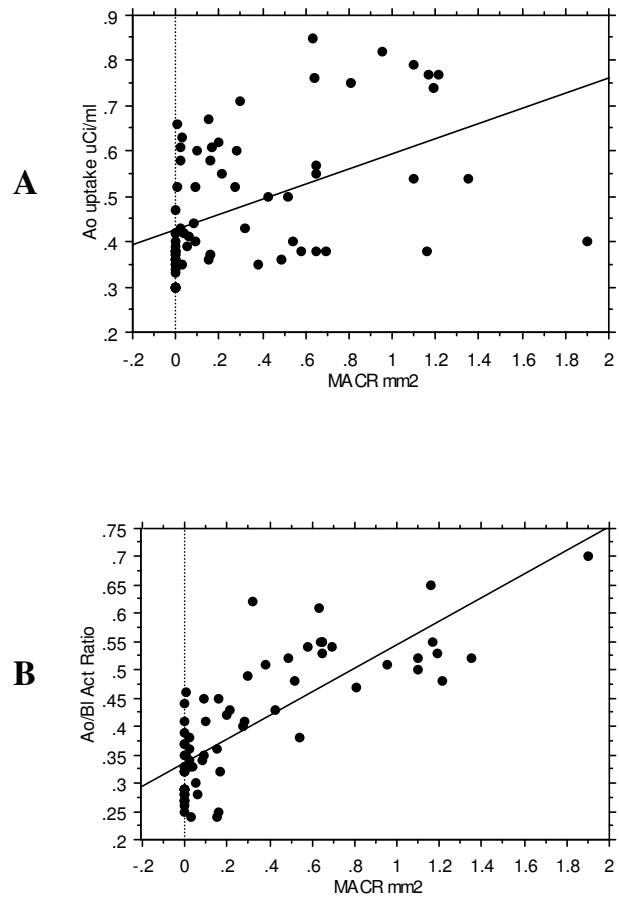 A
Ao uptake uCi/ml
.9
.8
.7
.6
.5
.4
.3
.2
-.2 0 .2 .4 .6 .8 1 1.2 1.4 1.6 1.8 2
MACR mm2
B
Ao/Bl Act Ratio
.75
.7
.65
.6
.55
.5
.45
.4
.35
.3
.25
.2
-.2 0 .2 .4 .6 .8 1 1.2 1.4 1.6 1.8 2
MACR mm2